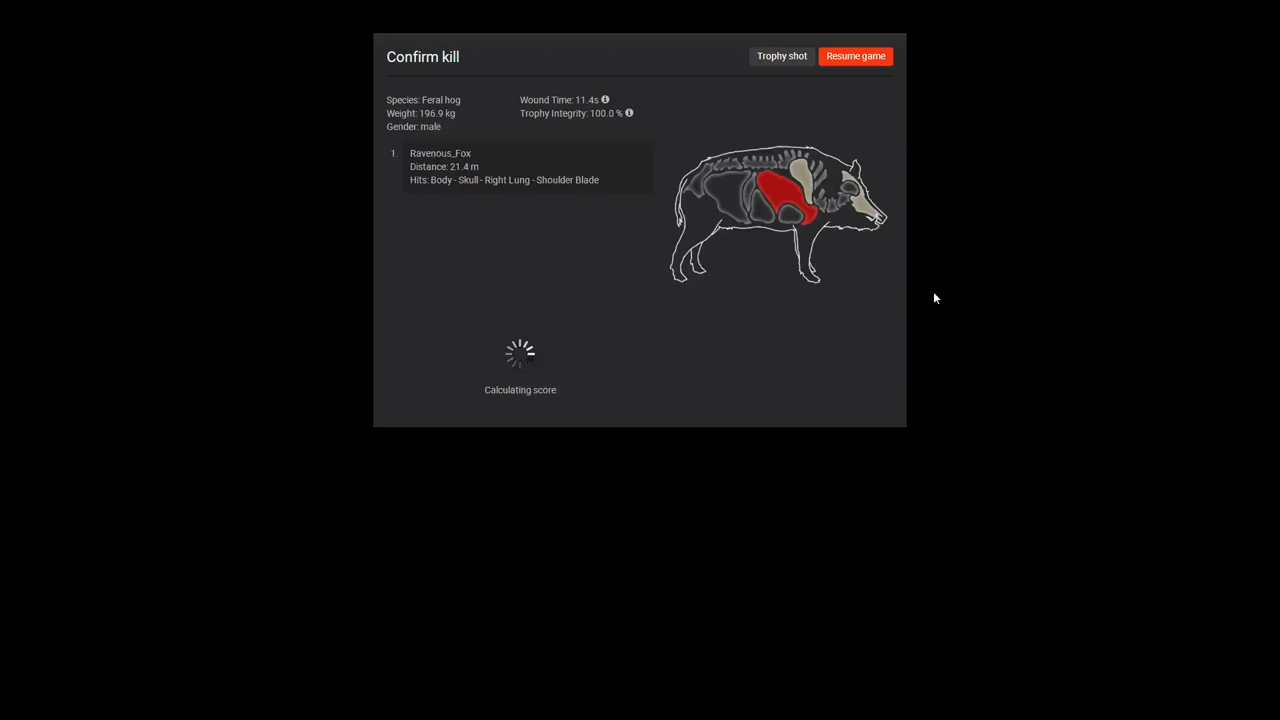 Confirm kill
Trophy shot
Resume game
Species: Feral hog
Weight: 196.9 kg
Gender: male
Wound Time: 11.4s
Trophy Integrity: 100.0 %
1.
Ravenous_Fox
Distance: 21.4 m
Hits: Body - Skull - Right Lung - Shoulder Blade
Calculating score